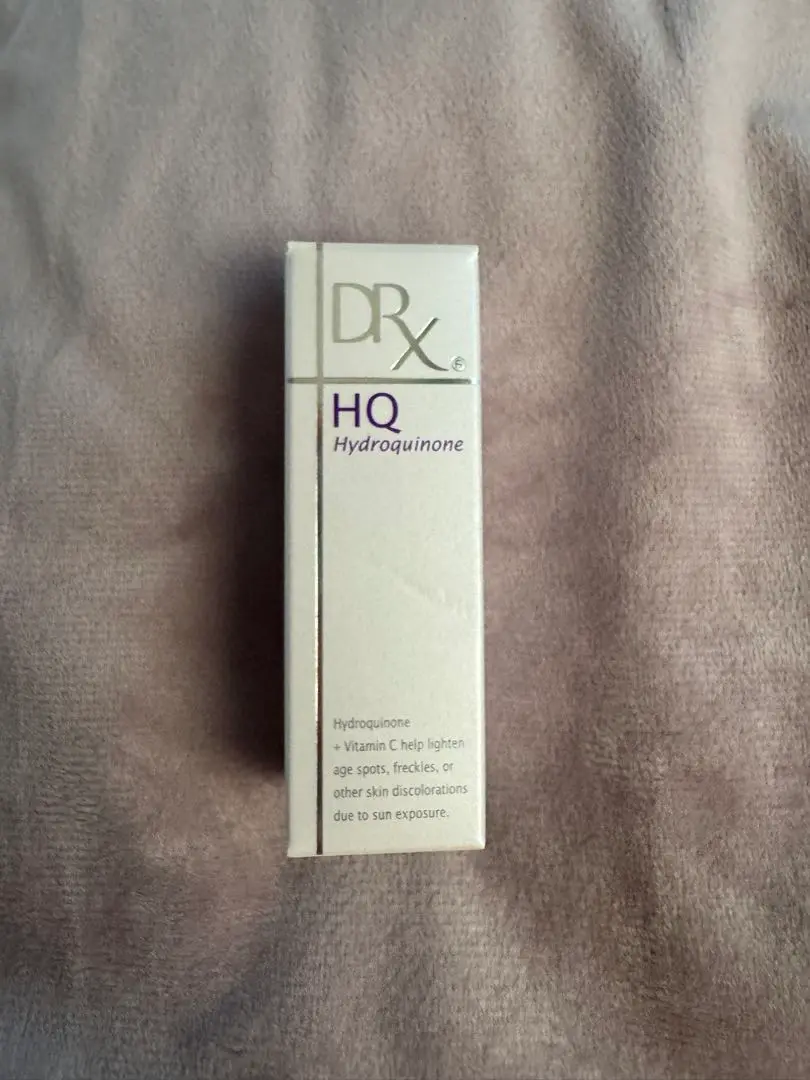 DRx®
HQ
Hydroquinone
Hydroquinone
+ Vitamin C help lighten
age spots, freckles, or
other skin discolorations
due to sun exposure.